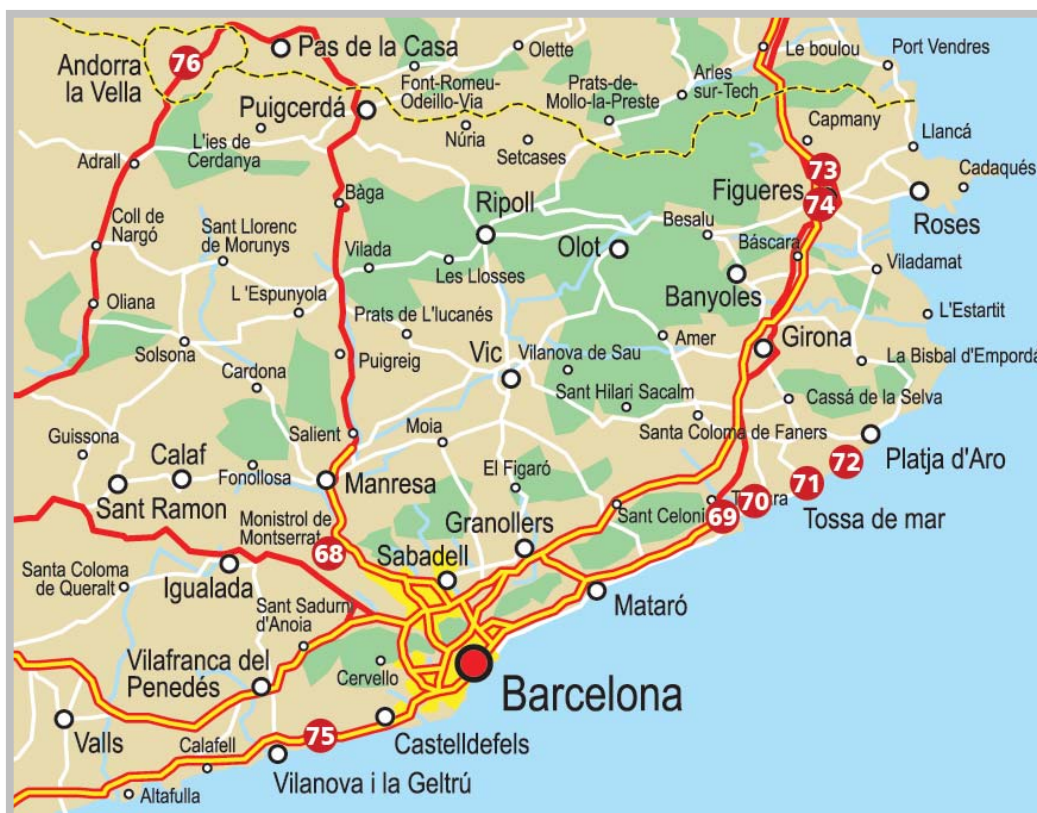 Andorra
la Vella
76
Pas de la Casa
Olette
Le boulou
Port Vendres
Font-Romeu-
Odeillo-Via
Prats-de-
Mollo-la-Preste
Arles
sur-Tech
Puigcerdá
Núria
Setcases
Capmany
Llancá
L'ies de
Cerdanya
Adrall
Bàga
Ripoll
73
Figueres
74
Cadaqués
Roses
Coll de
Nargó
Sant Llorenc
de Morunys
Vilada
Les Llosses
Olot
Besalu
Báscara
Viladamat
Banyoles
Oliana
L 'Espunyola
Prats de L'lucanés
L'Estartit
Solsona
Puigreig
Vic
Vilanova de Sau
Amer
Girona
La Bisbal d'Emporda
Cardona
Sant Hilari Sacalm
Cassá de la Selva
Guissona
Salient
Moia
Santa Coloma de Faners
Calaf
Fonollosa
Manresa
El Figaró
72
Platja d'Aro
Sant Ramon
71
Tossa de mar
70
69
Sant Celoni
Monistrol de
Montserrat
68
Granollers
Sabadell
Santa Coloma
de Queralt
Igualada
Mataró
Sant Sadurn
d'Anoia
Vilafranca del
Penedés
Cervello
Barcelona
Valls
75
Castelldefels
Calafell
Vilanova i la Geltrú
Altafulla